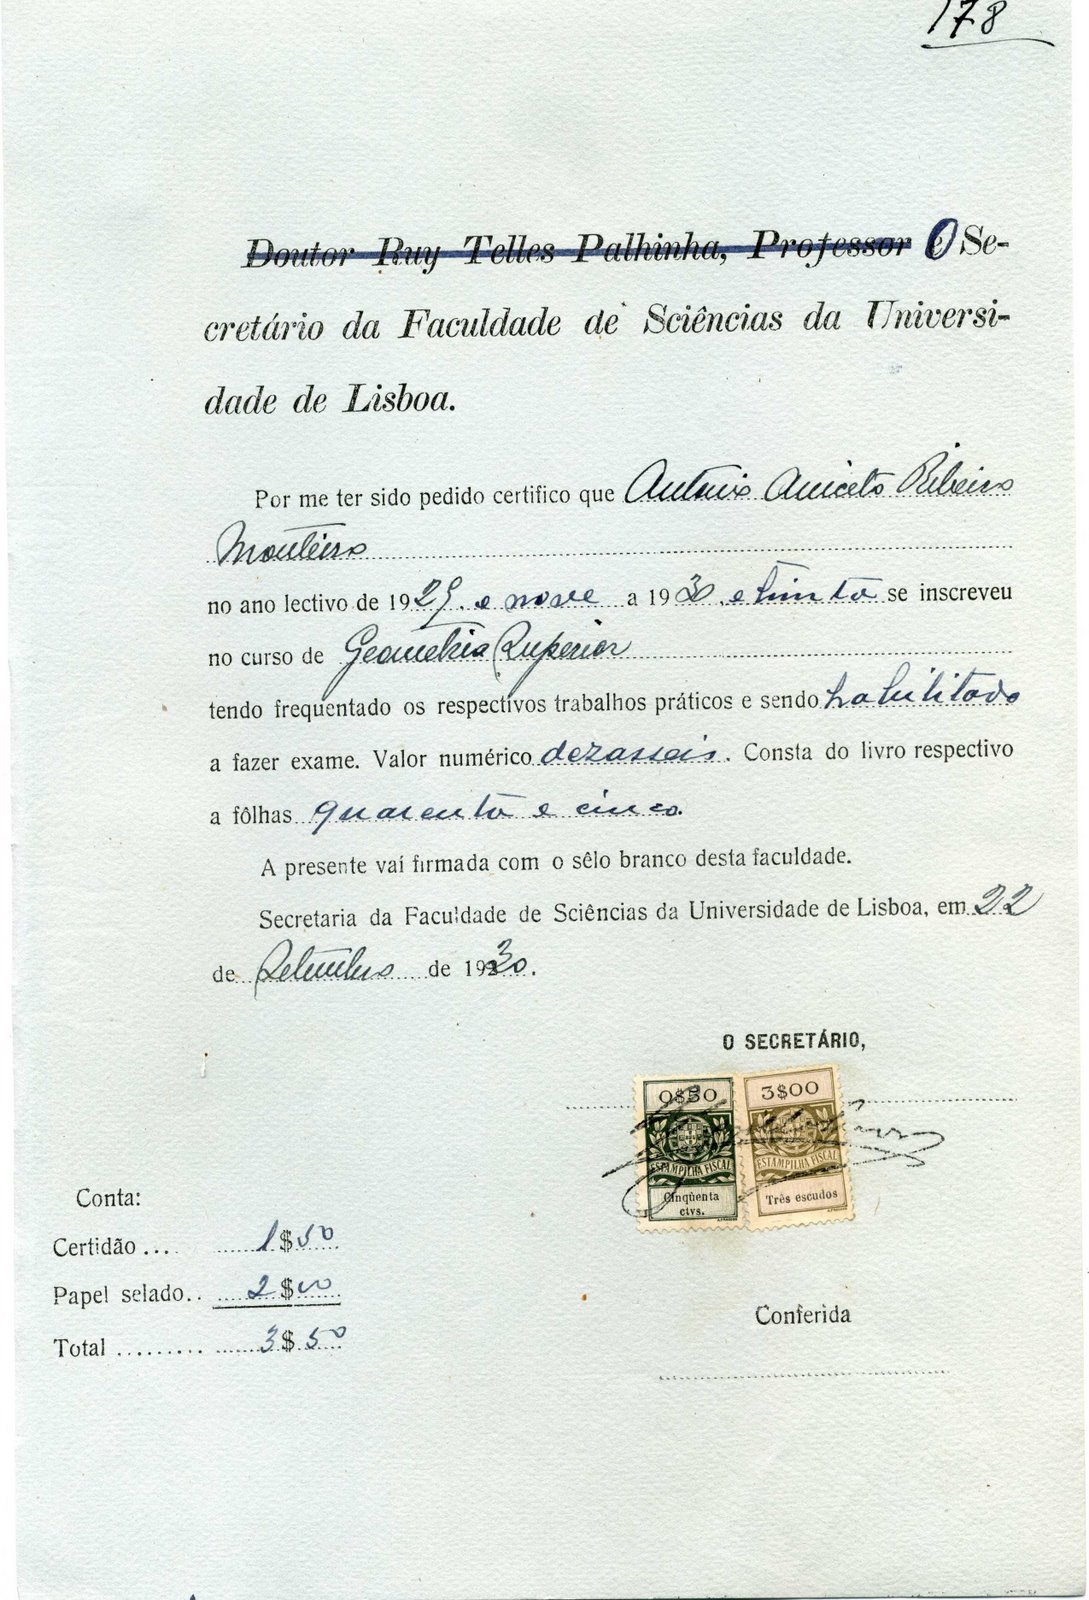 178
Doutor Ruy Telles Palhinha, Professor O Se-
cretário da Faculdade de Sciências da Universi-
dade de Lisboa.
Por me ter sido pedido certifico que António Aniceto Ribeiro
Monteiro
no ano lectivo de 1929 e nove a 1930 e trinta se inscreveu
no curso de Geometria Superior
tendo frequentado os respectivos trabalhos práticos e sendo habilitado
a fazer exame. Valor numérico dezasseis. Consta do livro respectivo
a fôlhas quarenta e cinco.
A presente vai firmada com o sêlo branco desta faculdade.
Secretaria da Faculdade de Sciências da Universidade de Lisboa, em 22
de Setembro de 1930.
O SECRETÁRIO,
0$50 3$00
ESTAMPILHA FISCAL ESTAMPILHA FISCAL
Cinqüenta ctvs. Três escudos
Conta:
Certidão .... 1$50
Papel selado.. 2$00
Total ......... 3$50
Conferida